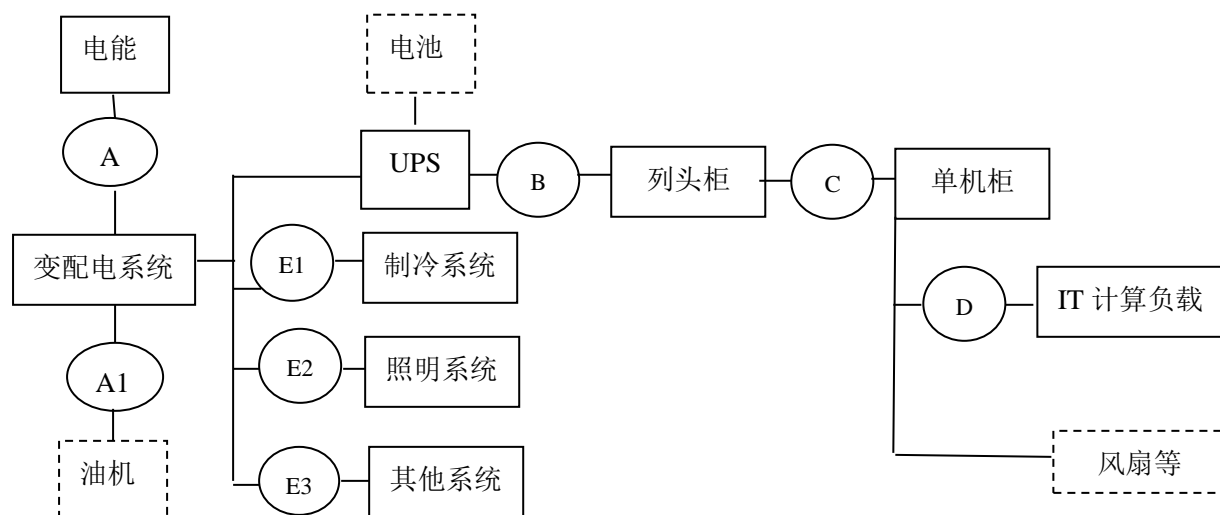 电能
电池
A
UPS
B
列头柜
C
单机柜
变配电系统
E1
制冷系统
D
IT 计算负载
E2
照明系统
A1
油机
E3
其他系统
风扇等